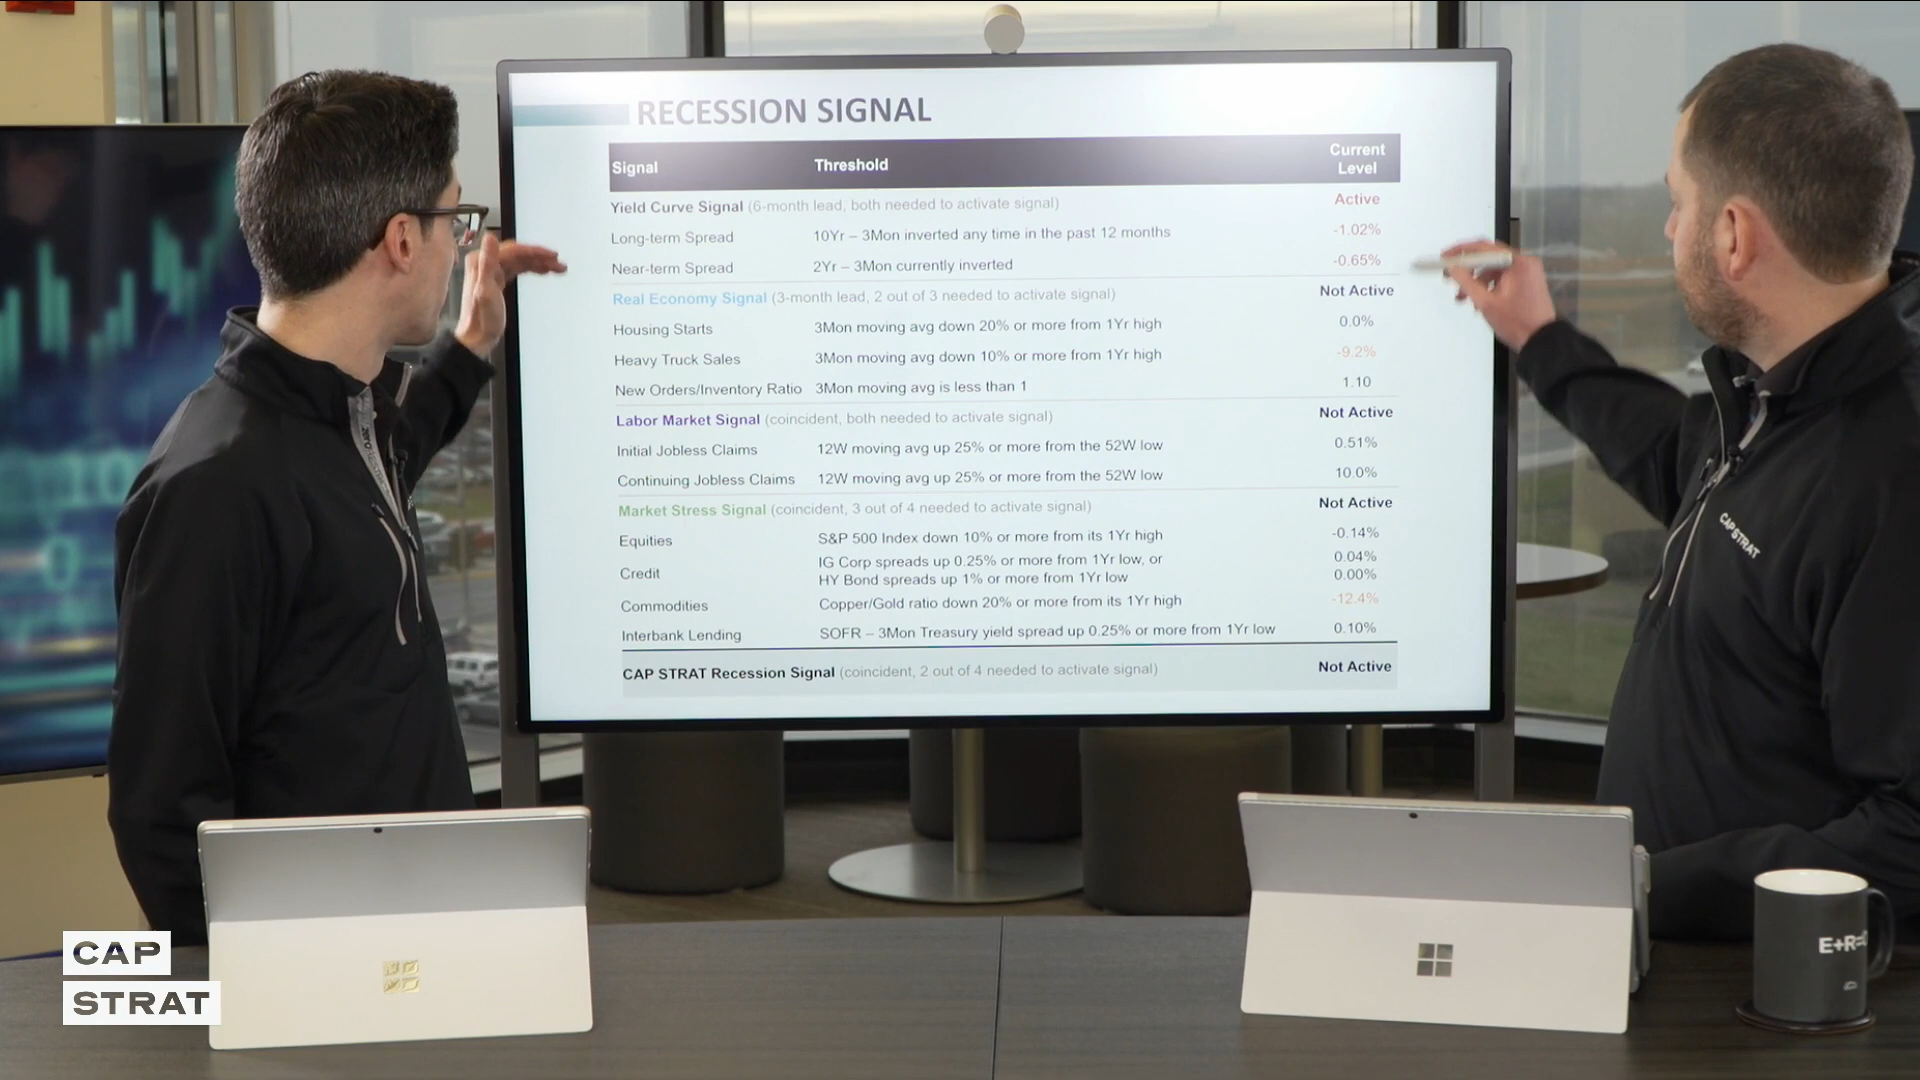 RECESSION SIGNAL
Signal Threshold Current Level
Yield Curve Signal (6-month lead, both needed to activate signal) Active
Long-term Spread 10Yr – 3Mon inverted any time in the past 12 months -1.02%
Near-term Spread 2Yr – 3Mon currently inverted -0.65%
Real Economy Signal (3-month lead, 2 out of 3 needed to activate signal) Not Active
Housing Starts 3Mon moving avg down 20% or more from 1Yr high 0.0%
Heavy Truck Sales 3Mon moving avg down 10% or more from 1Yr high -9.2%
New Orders/Inventory Ratio 3Mon moving avg is less than 1 1.10
Labor Market Signal (coincident, both needed to activate signal) Not Active
Initial Jobless Claims 12W moving avg up 25% or more from the 52W low 0.51%
Continuing Jobless Claims 12W moving avg up 25% or more from the 52W low 10.0%
Market Stress Signal (coincident, 3 out of 4 needed to activate signal) Not Active
Equities S&P 500 Index down 10% or more from its 1Yr high -0.14%
Credit IG Corp spreads up 0.25% or more from 1Yr low, or 0.04%
HY Bond spreads up 1% or more from 1Yr low 0.00%
Commodities Copper/Gold ratio down 20% or more from its 1Yr high -12.4%
Interbank Lending SOFR – 3Mon Treasury yield spread up 0.25% or more from 1Yr low 0.10%
CAP STRAT Recession Signal (coincident, 2 out of 4 needed to activate signal) Not Active
CAP STRAT
E+R=
CAP
STRAT